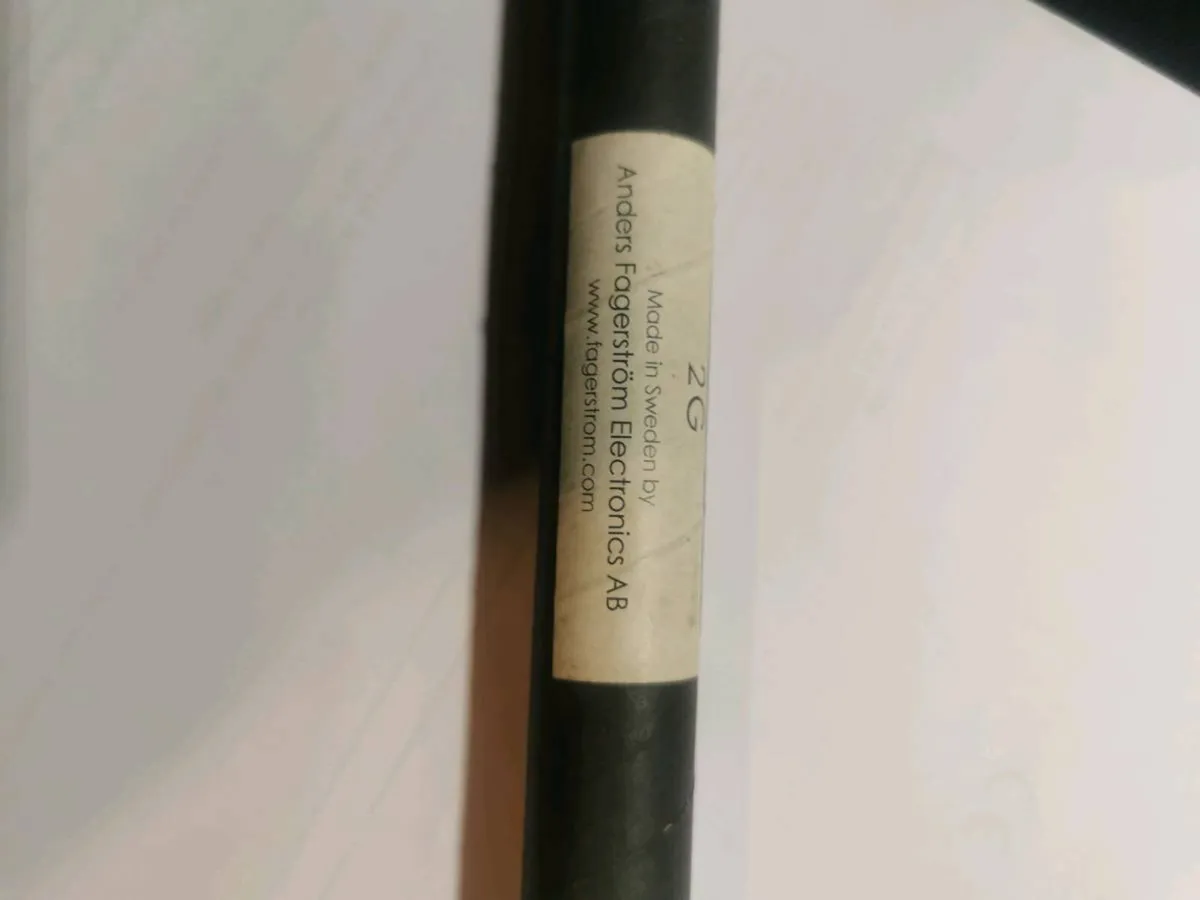 2G
Made in Sweden by
Anders Fagerström Electronics AB
www.fagerstrom.com